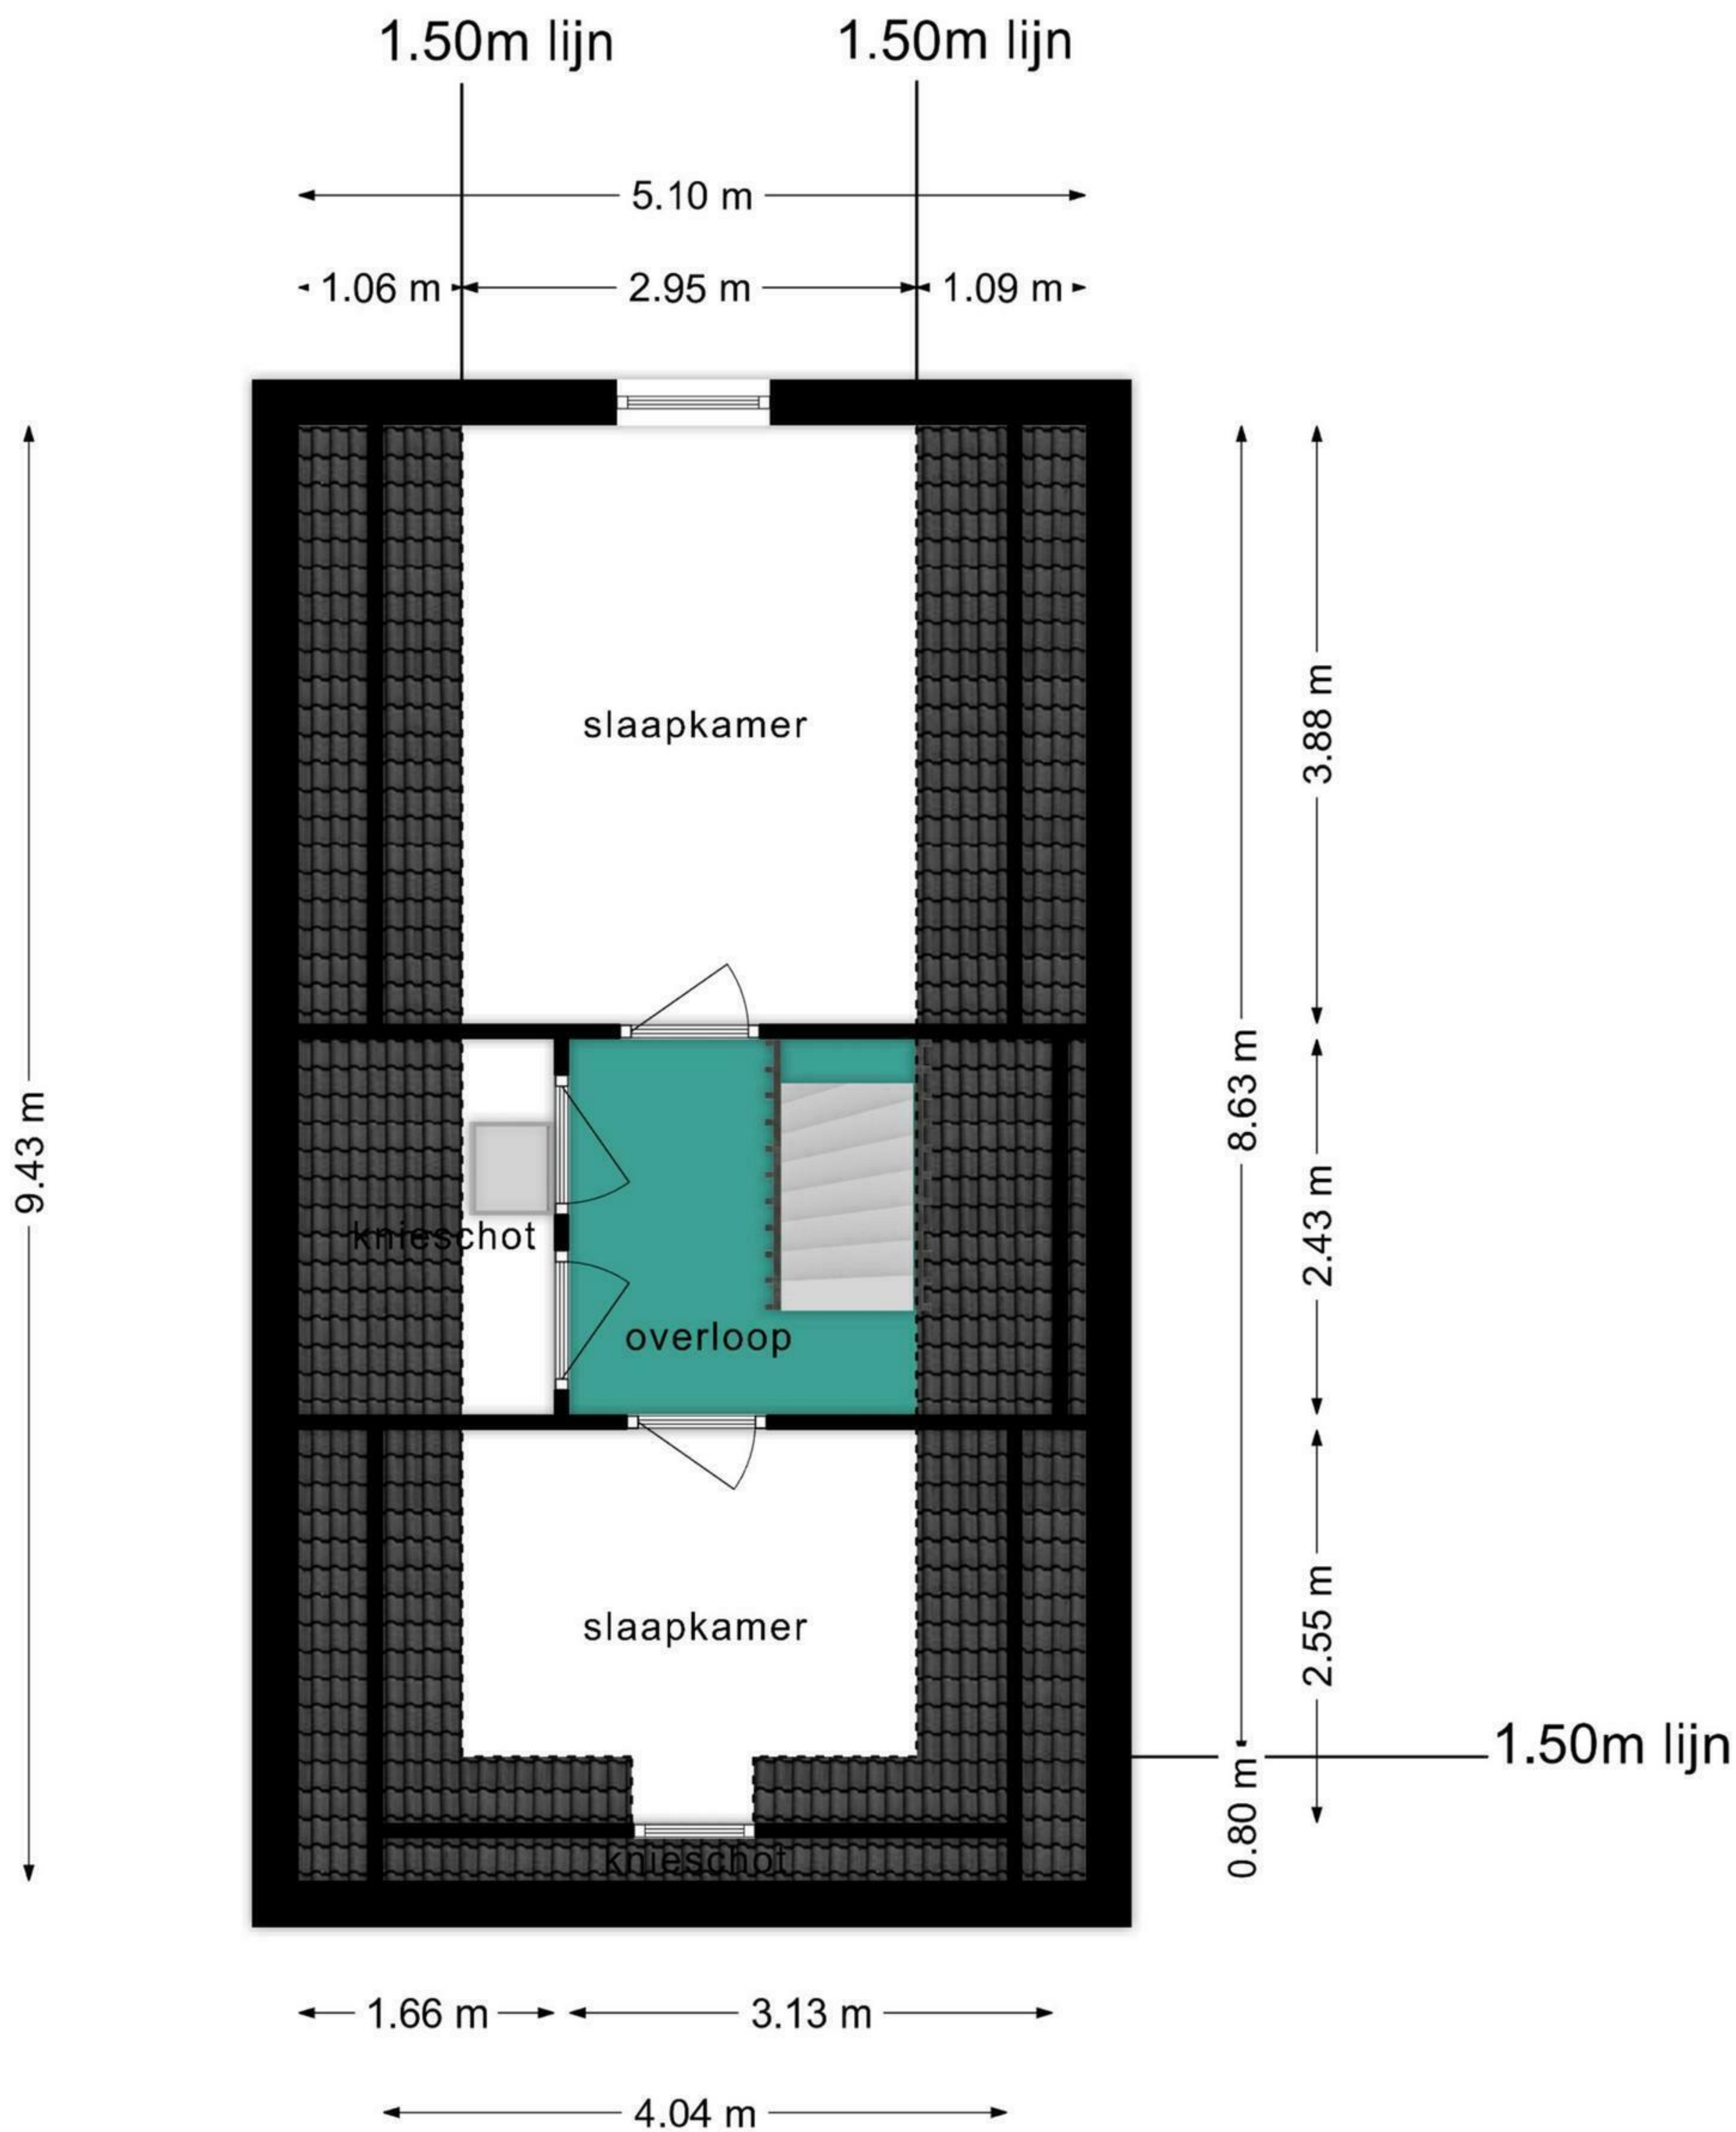 1.50m lijn 1.50m lijn
5.10 m
1.06 m 2.95 m 1.09 m
slaapkamer
3.88 m
9.43 m
8.63 m
2.43 m
knieschot
overloop
slaapkamer
2.55 m
1.50m lijn
0.80 m
knieschot
1.66 m 3.13 m
4.04 m